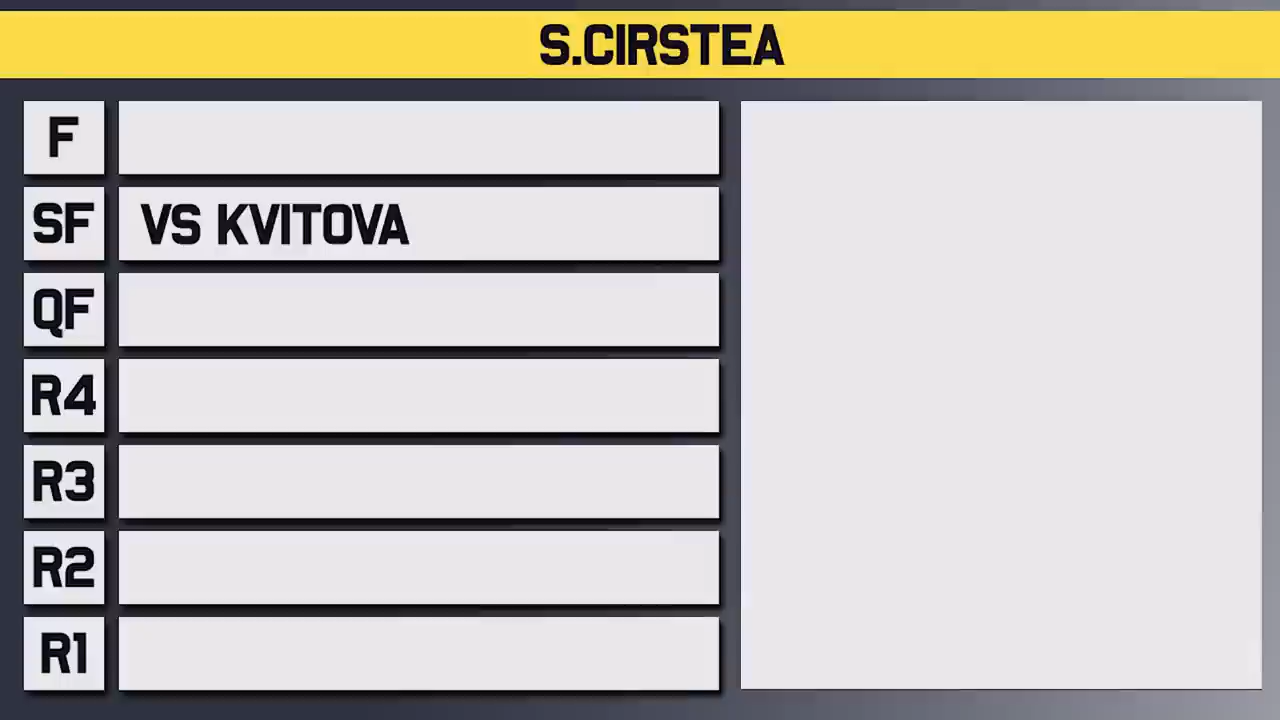 S.CIRSTEA
F
SF VS KVITOVA
QF
R4
R3
R2
R1